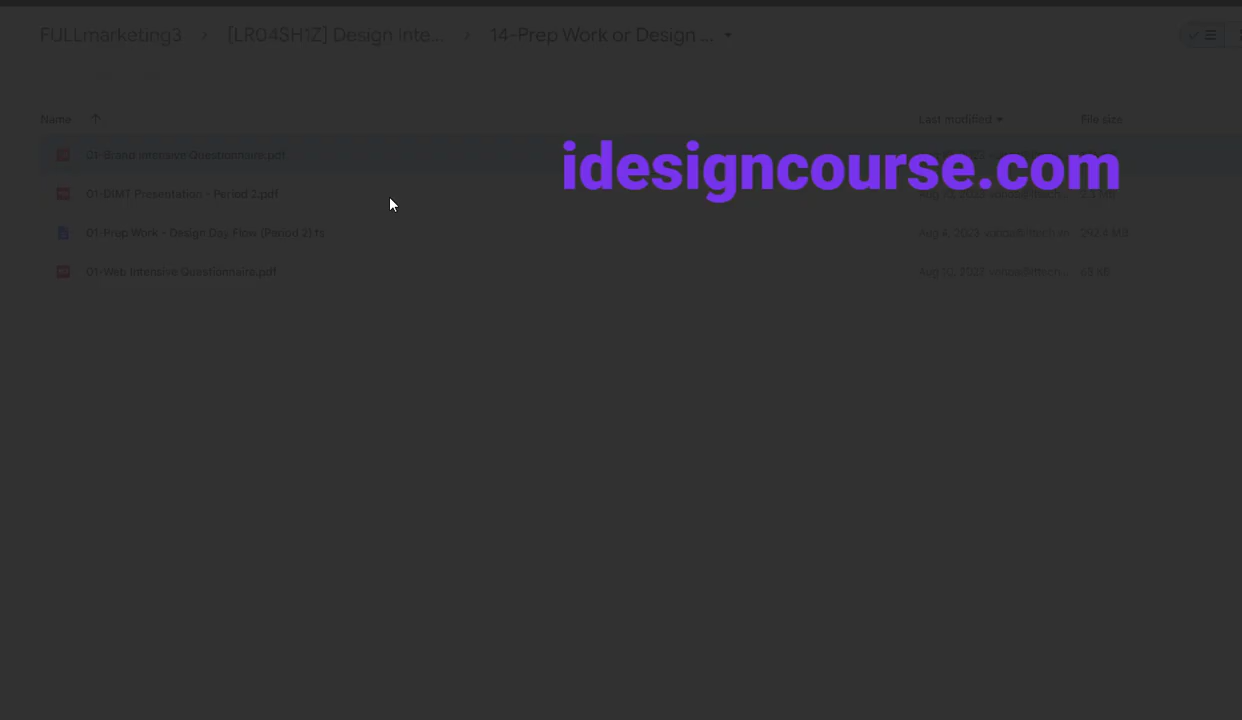 FULLmarketing3 > [LR04SH1Z] Design Inte... > 14-Prep Work or Design ...
Name ↑ Last modified File size
01-Brand Intensive Questionnaire.pdf
idesigncourse.com
01-DIMT Presentation - Period 2.pdf
01-Prep Work - Design Day Flow (Period 2).ts
01-Web Intensive Questionnaire.pdf